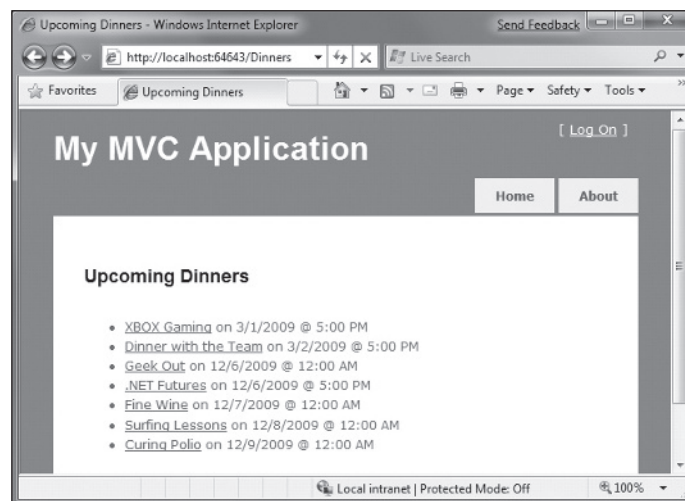 Upcoming Dinners - Windows Internet Explorer
Send Feedback
http://localhost:64643/Dinners
Live Search
Favorites
Upcoming Dinners
Page
Safety
Tools
»
[ Log On ]
My MVC Application
Home
About
Upcoming Dinners
• XBOX Gaming on 3/1/2009 @ 5:00 PM
• Dinner with the Team on 3/2/2009 @ 5:00 PM
• Geek Out on 12/6/2009 @ 12:00 AM
• .NET Futures on 12/6/2009 @ 5:00 PM
• Fine Wine on 12/7/2009 @ 12:00 AM
• Surfing Lessons on 12/8/2009 @ 12:00 AM
• Curing Polio on 12/9/2009 @ 12:00 AM
Local intranet | Protected Mode: Off
100%